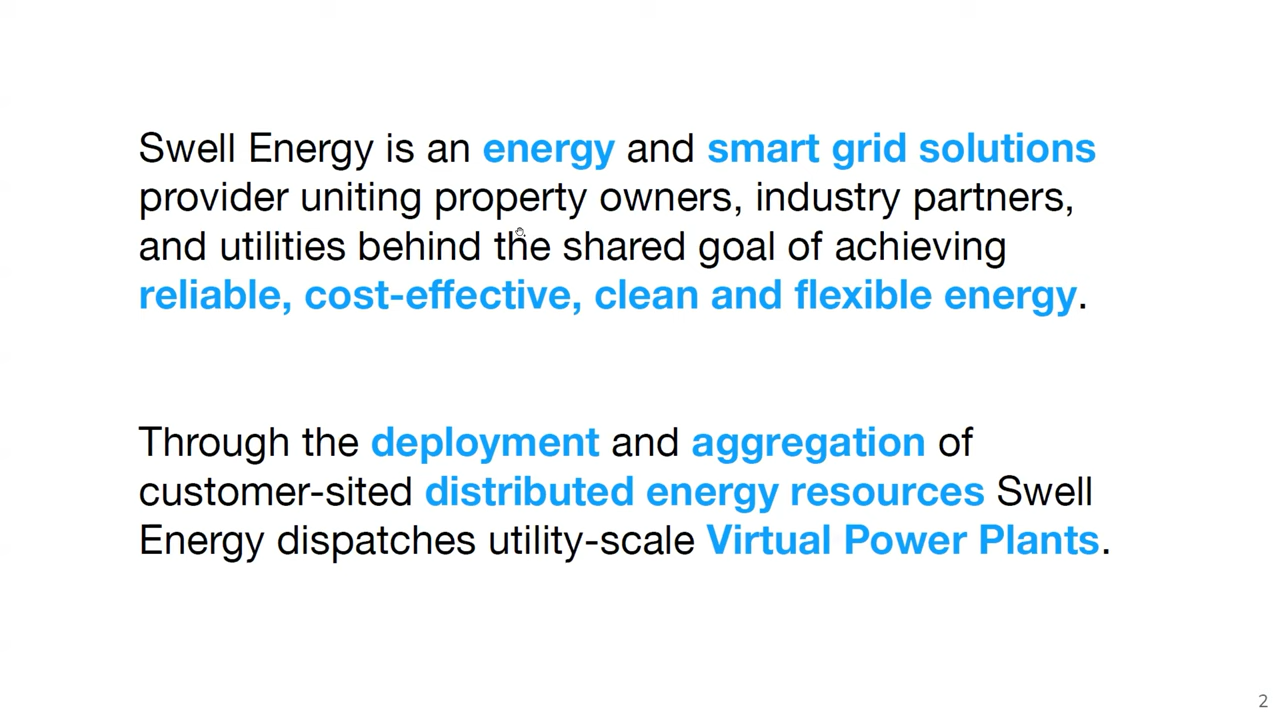 Swell Energy is an energy and smart grid solutions
provider uniting property owners, industry partners,
and utilities behind the shared goal of achieving
reliable, cost-effective, clean and flexible energy.
Through the deployment and aggregation of
customer-sited distributed energy resources Swell
Energy dispatches utility-scale Virtual Power Plants.
2